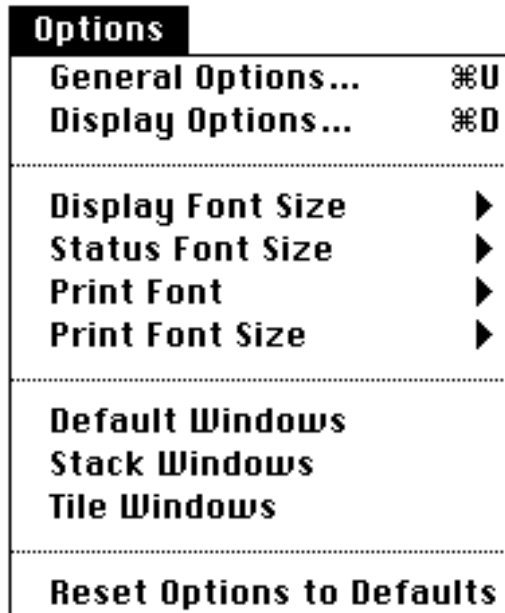 Options
General Options... ⌘U
Display Options... ⌘D
Display Font Size
Status Font Size
Print Font
Print Font Size
Default Windows
Stack Windows
Tile Windows
Reset Options to Defaults